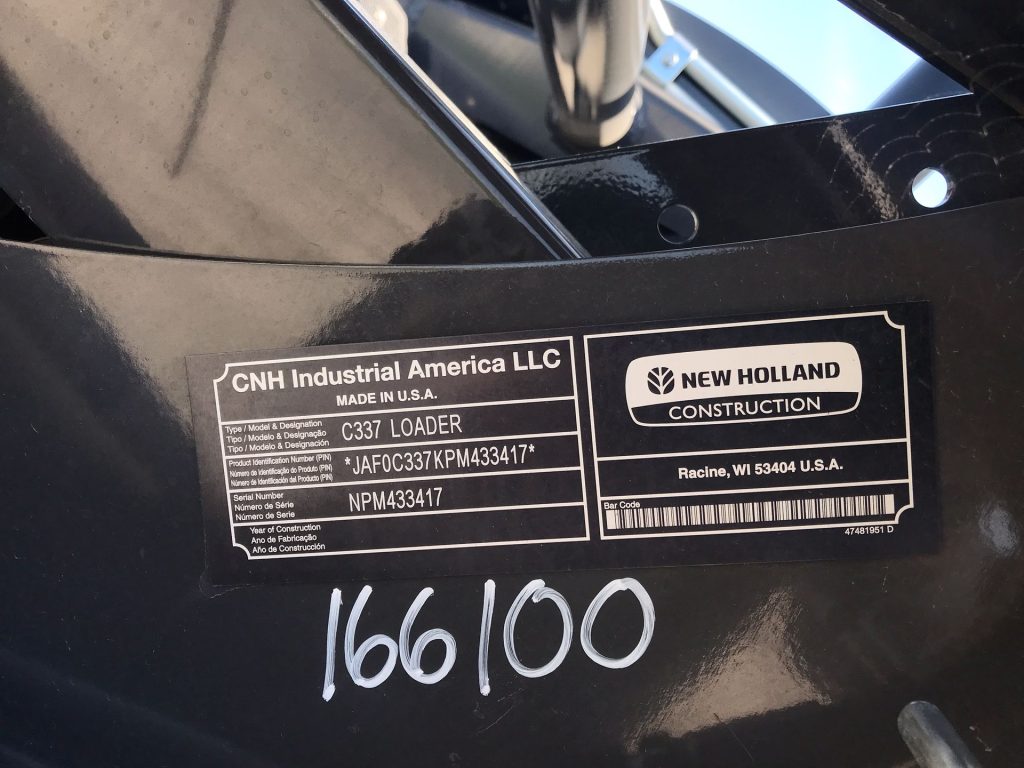 CNH Industrial America LLC
MADE IN U.S.A.
Type / Model & Designation
Tipo / Modelo & Designação
Tipo / Modelo & Designación
C337 LOADER
Product Identification Number (PIN)
Número de Identificação do Produto (PIN)
Número de Identificación del Producto (PIN)
*JAF0C337KPM433417*
Serial Number
Número de Série
Número de Serie
NPM433417
Year of Construction
Ano de Fabricação
Año de Construcción
NEW HOLLAND
CONSTRUCTION
Racine, WI 53404 U.S.A.
Bar Code
47481951 D
166100